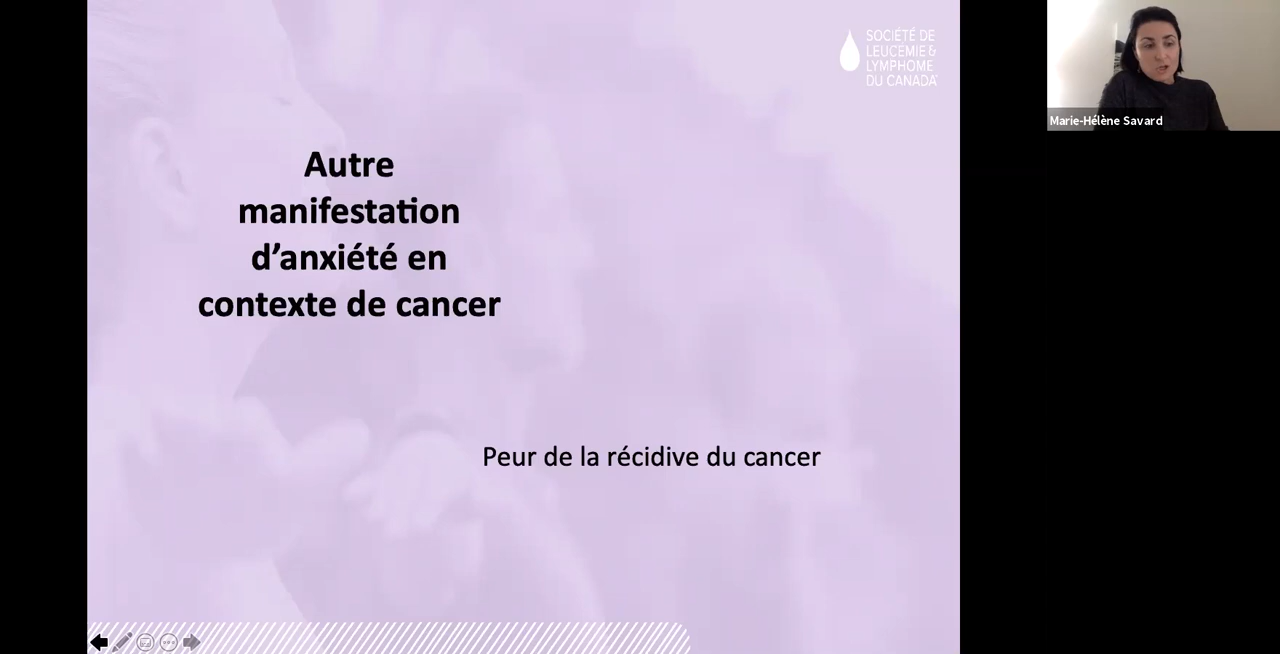 SOCIÉTÉ DE
LEUCÉMIE &
LYMPHOME
DU CANADA
Marie-Hélène Savard
Autre
manifestation
d'anxiété en
contexte de cancer
Peur de la récidive du cancer